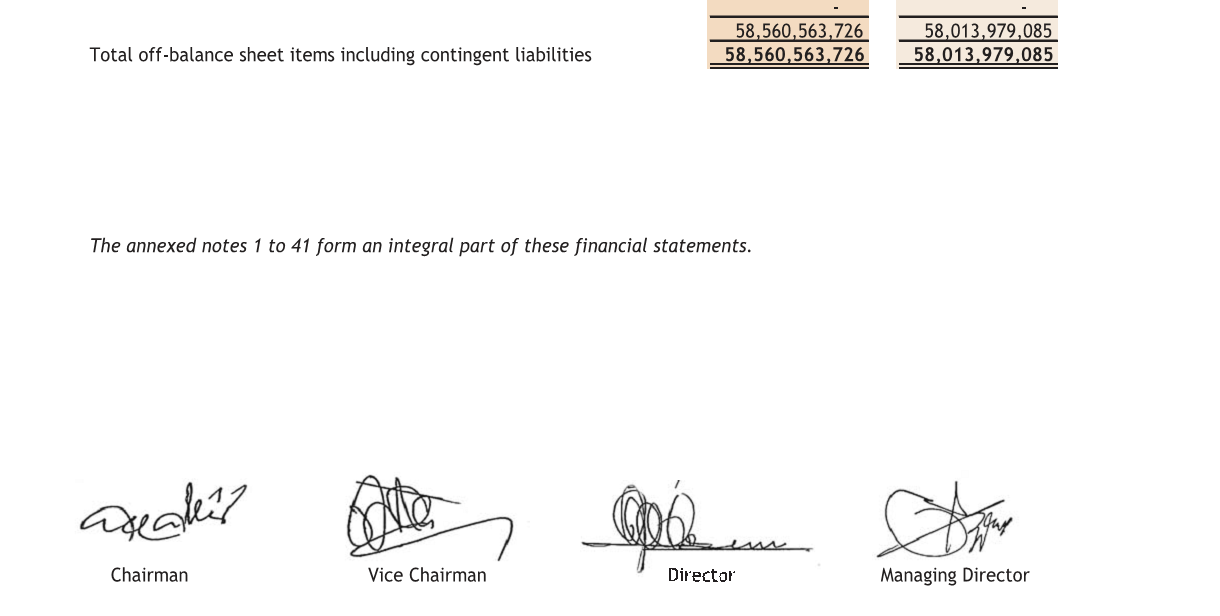 - -
58,560,563,726 58,013,979,085
Total off-balance sheet items including contingent liabilities 58,560,563,726 58,013,979,085
The annexed notes 1 to 41 form an integral part of these financial statements.
Chairman Vice Chairman Director Managing Director